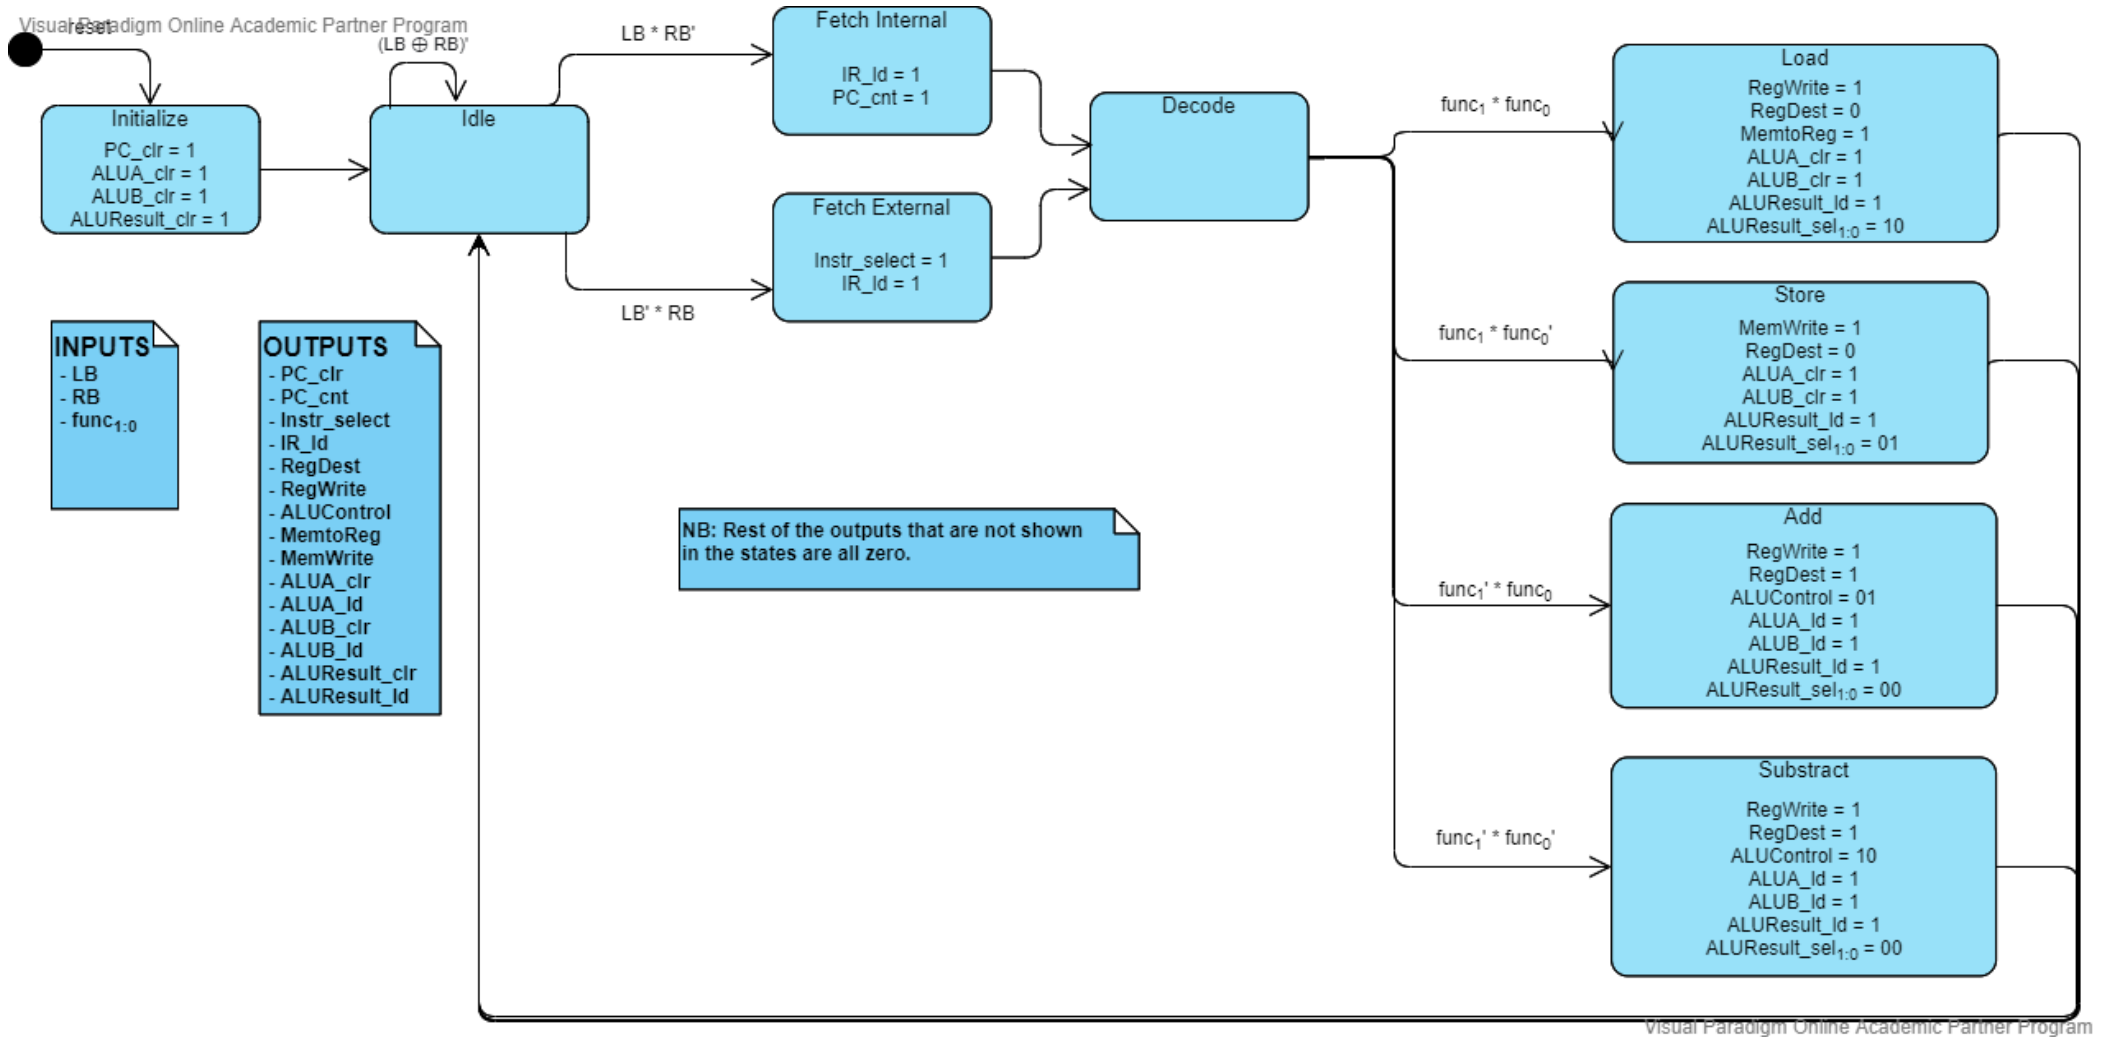 Visual Paradigm Online Academic Partner Program
reset
(LB ⊕ RB)'
Initialize
PC_clr = 1
ALUA_clr = 1
ALUB_clr = 1
ALUResult_clr = 1
Idle
LB * RB'
LB' * RB
Fetch Internal
IR_ld = 1
PC_cnt = 1
Fetch External
Instr_select = 1
IR_ld = 1
Decode
func₁ * func₀
func₁ * func₀'
func₁' * func₀
func₁' * func₀'
Load
RegWrite = 1
RegDest = 0
MemtoReg = 1
ALUA_clr = 1
ALUB_clr = 1
ALUResult_ld = 1
ALUResult_sel₁:₀ = 10
Store
MemWrite = 1
RegDest = 0
ALUA_clr = 1
ALUB_clr = 1
ALUResult_ld = 1
ALUResult_sel₁:₀ = 01
Add
RegWrite = 1
RegDest = 1
ALUControl = 01
ALUA_ld = 1
ALUB_ld = 1
ALUResult_ld = 1
ALUResult_sel₁:₀ = 00
Substract
RegWrite = 1
RegDest = 1
ALUControl = 10
ALUA_ld = 1
ALUB_ld = 1
ALUResult_ld = 1
ALUResult_sel₁:₀ = 00
INPUTS
- LB
- RB
- func₁:₀
OUTPUTS
- PC_clr
- PC_cnt
- Instr_select
- IR_ld
- RegDest
- RegWrite
- ALUControl
- MemtoReg
- MemWrite
- ALUA_clr
- ALUA_ld
- ALUB_clr
- ALUB_ld
- ALUResult_clr
- ALUResult_ld
NB: Rest of the outputs that are not shown
in the states are all zero.
Visual Paradigm Online Academic Partner Program